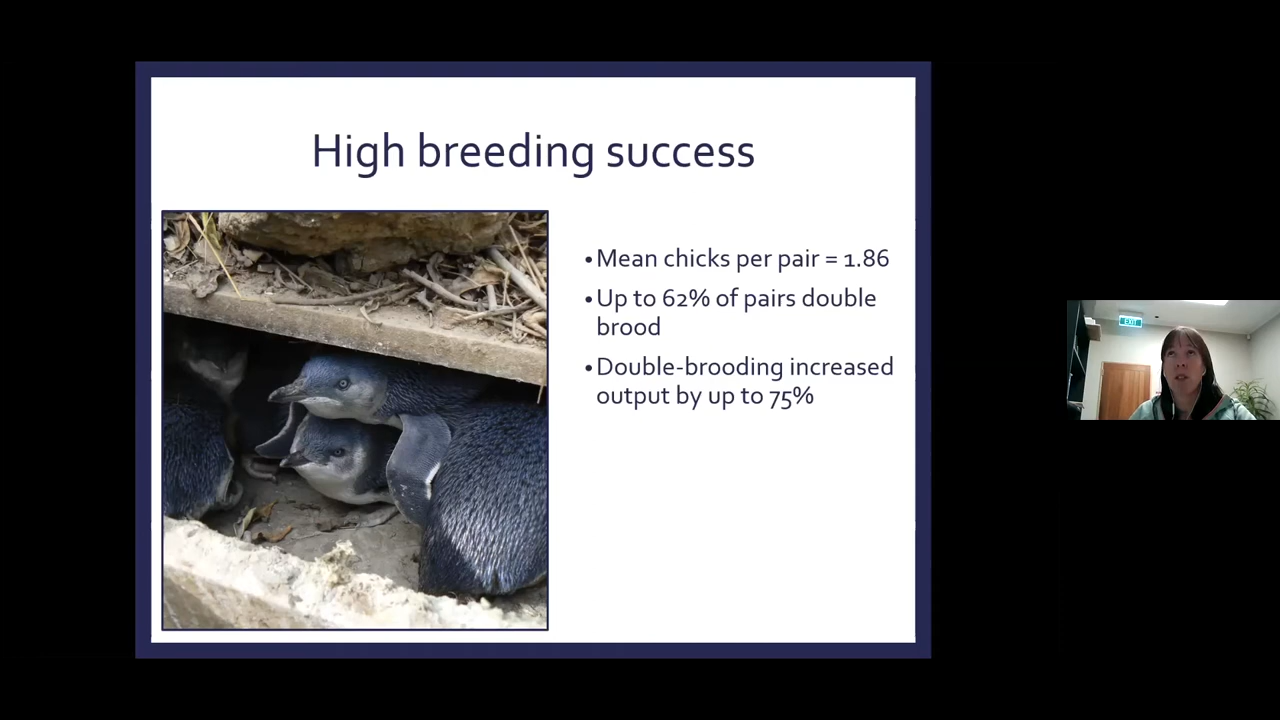 High breeding success
•Mean chicks per pair = 1.86
•Up to 62% of pairs double
brood
•Double-brooding increased
output by up to 75%
EXIT